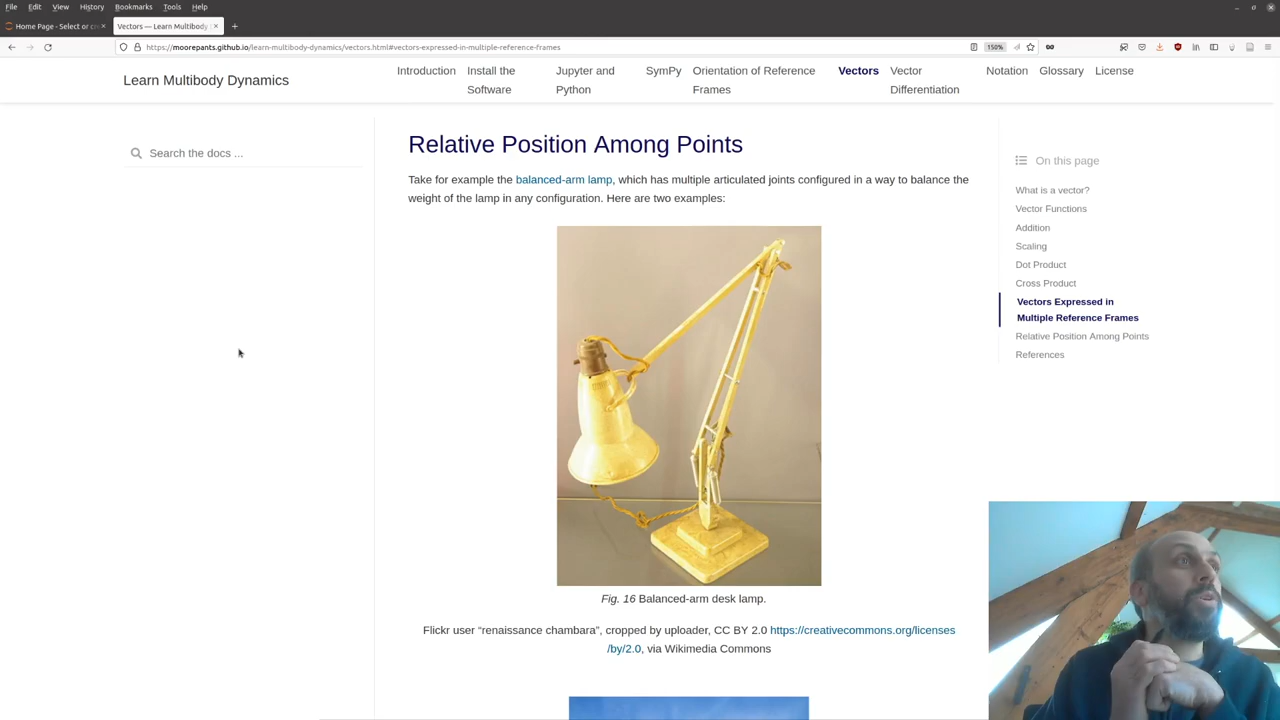 File Edit View History Bookmarks Tools Help
Home Page - Select or cr
Vectors — Learn Multibody
https://moorepants.github.io/learn-multibody-dynamics/vectors.html#vectors-expressed-in-multiple-reference-frames
150%
Learn Multibody Dynamics
Introduction
Install the
Software
Jupyter and
Python
SymPy
Orientation of Reference
Frames
Vectors
Vector
Differentiation
Notation
Glossary
License
Search the docs ...
Relative Position Among Points
Take for example the balanced-arm lamp, which has multiple articulated joints configured in a way to balance the
weight of the lamp in any configuration. Here are two examples:
Fig. 16 Balanced-arm desk lamp.
Flickr user “renaissance chambara”, cropped by uploader, CC BY 2.0 https://creativecommons.org/licenses
/by/2.0, via Wikimedia Commons
On this page
What is a vector?
Vector Functions
Addition
Scaling
Dot Product
Cross Product
Vectors Expressed in
Multiple Reference Frames
Relative Position Among Points
References